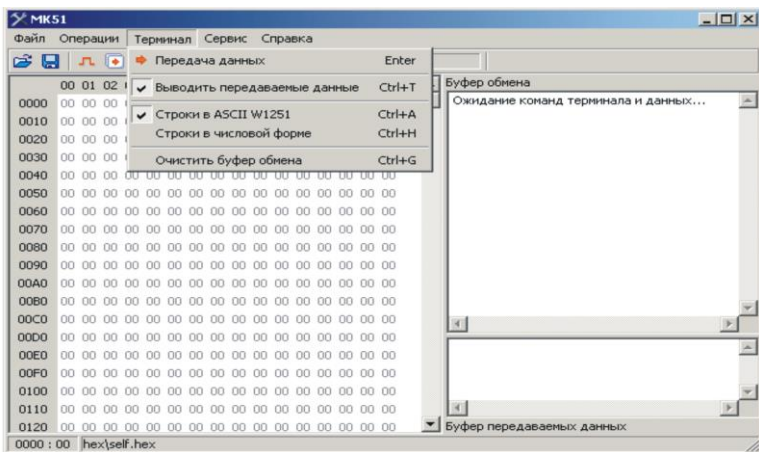 МК51
Файл Операции Терминал Сервис Справка
Передача данных Enter
Выводить передаваемые данные Ctrl+T
Строки в ASCII W1251 Ctrl+A
Строки в числовой форме Ctrl+H
Очистить буфер обмена Ctrl+G
Буфер обмена
Ожидание команд терминала и данных...
00 01 02
0000 00 00 00
0010 00 00 00
0020 00 00 00
0030 00 00 00
0040 00 00 00 00 00 00 00 00 00 00 00 00 00 00 00 00
0050 00 00 00 00 00 00 00 00 00 00 00 00 00 00 00 00
0060 00 00 00 00 00 00 00 00 00 00 00 00 00 00 00 00
0070 00 00 00 00 00 00 00 00 00 00 00 00 00 00 00 00
0080 00 00 00 00 00 00 00 00 00 00 00 00 00 00 00 00
0090 00 00 00 00 00 00 00 00 00 00 00 00 00 00 00 00
00A0 00 00 00 00 00 00 00 00 00 00 00 00 00 00 00 00
00B0 00 00 00 00 00 00 00 00 00 00 00 00 00 00 00 00
00C0 00 00 00 00 00 00 00 00 00 00 00 00 00 00 00 00
00D0 00 00 00 00 00 00 00 00 00 00 00 00 00 00 00 00
00E0 00 00 00 00 00 00 00 00 00 00 00 00 00 00 00 00
00F0 00 00 00 00 00 00 00 00 00 00 00 00 00 00 00 00
0100 00 00 00 00 00 00 00 00 00 00 00 00 00 00 00 00
0110 00 00 00 00 00 00 00 00 00 00 00 00 00 00 00 00
0120 00 00 00 00 00 00 00 00 00 00 00 00 00 00 00 00
Буфер передаваемых данных
0000 : 00 hex\self.hex